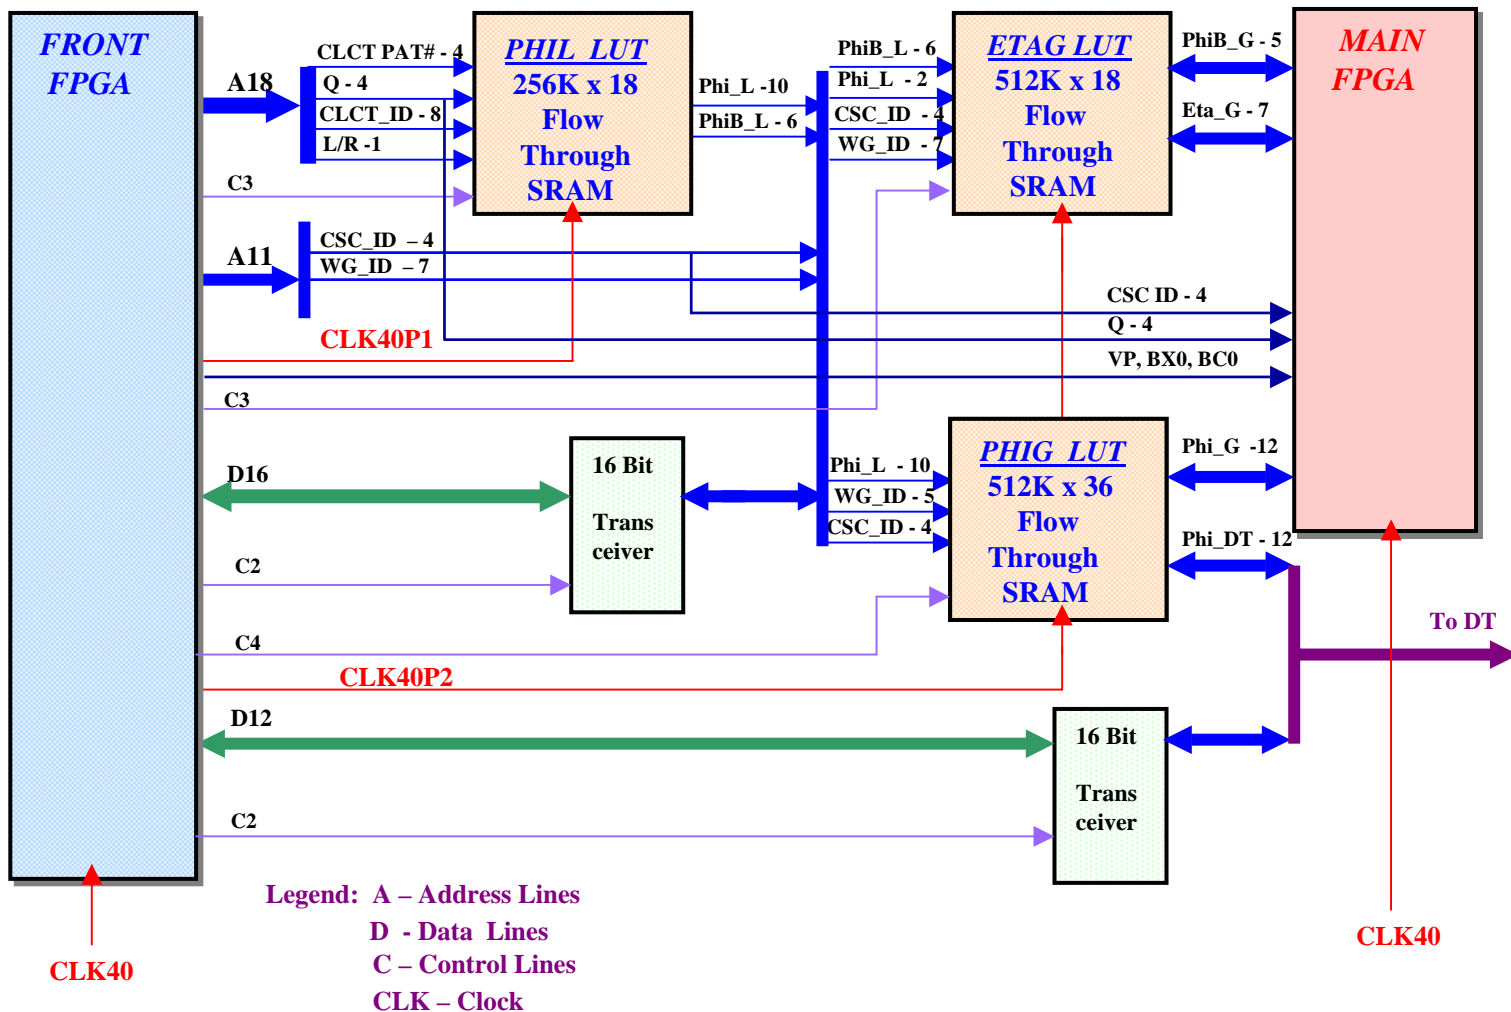 FRONT
FPGA
A18
CLCT PAT# - 4
Q - 4
CLCT_ID - 8
L/R -1
C3
PHIL LUT
256K x 18
Flow
Through
SRAM
Phi_L -10
PhiB_L - 6
PhiB_L - 6
Phi_L - 2
CSC_ID - 4
WG_ID - 7
ETAG LUT
512K x 18
Flow
Through
SRAM
PhiB_G - 5
Eta_G - 7
MAIN
FPGA
A11
CSC_ID – 4
WG_ID – 7
CLK40P1
CSC ID - 4
Q - 4
VP, BX0, BC0
C3
D16
16 Bit
Trans
ceiver
C2
Phi_L - 10
WG_ID - 5
CSC_ID - 4
PHIG LUT
512K x 36
Flow
Through
SRAM
Phi_G -12
Phi_DT - 12
To DT
C4
CLK40P2
D12
16 Bit
Trans
ceiver
C2
CLK40
CLK40
Legend: A – Address Lines
D - Data Lines
C – Control Lines
CLK – Clock